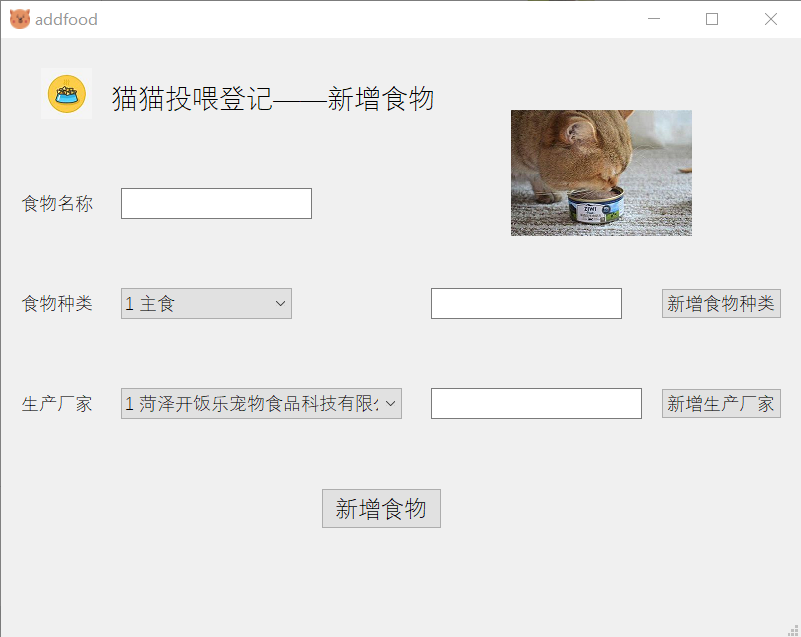 addfood
猫猫投喂登记——新增食物
ZIWI
食物名称
食物种类
1 主食
新增食物种类
生产厂家
1 菏泽开饭乐宠物食品科技有限
新增生产厂家
新增食物